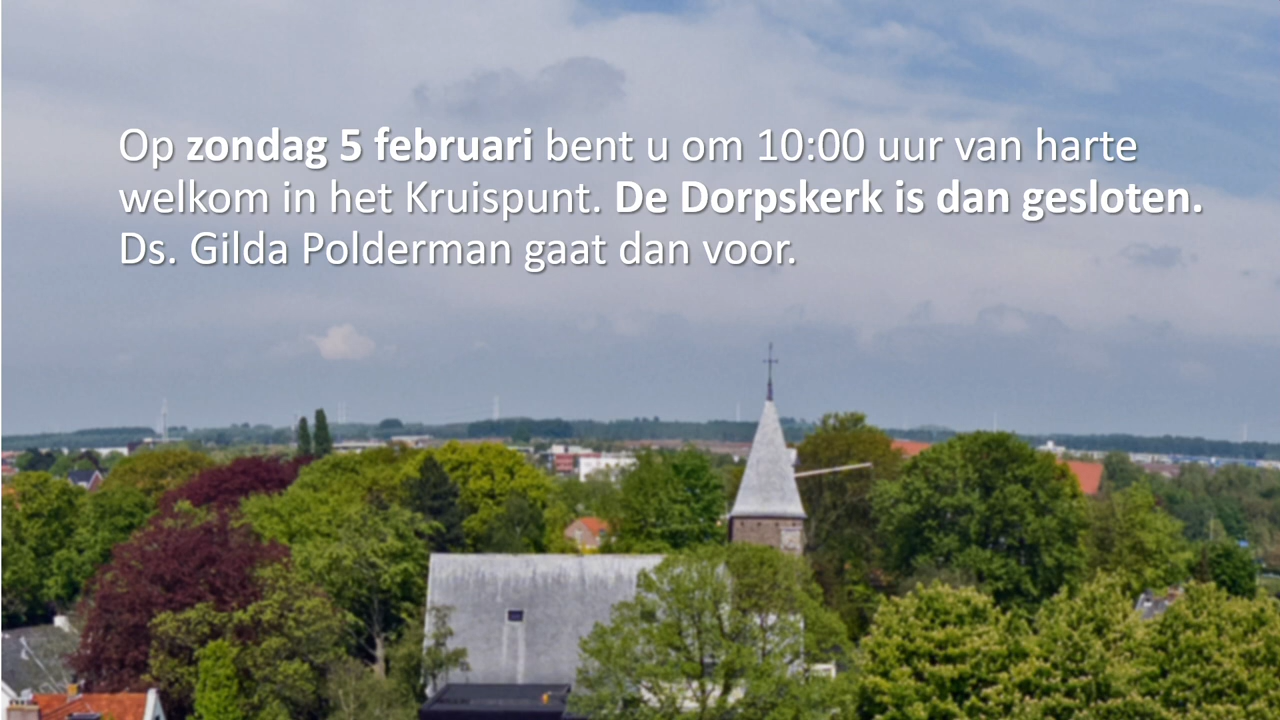 Op zondag 5 februari bent u om 10:00 uur van harte
welkom in het Kruispunt. De Dorpskerk is dan gesloten.
Ds. Gilda Polderman gaat dan voor.